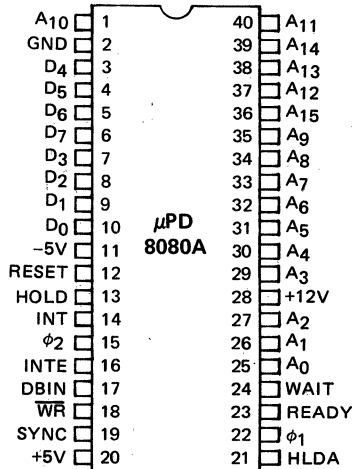 A10 1 40 A11
GND 2 39 A14
D4 3 38 A13
D5 4 37 A12
D6 5 36 A15
D7 6 35 A9
D3 7 34 A8
D2 8 33 A7
D1 9 32 A6
D0 10 μPD 31 A5
-5V 11 8080A 30 A4
RESET 12 29 A3
HOLD 13 28 +12V
INT 14 27 A2
ϕ2 15 26 A1
INTE 16 25 A0
DBIN 17 24 WAIT
W̅R̅ 18 23 READY
SYNC 19 22 ϕ1
+5V 20 21 HLDA